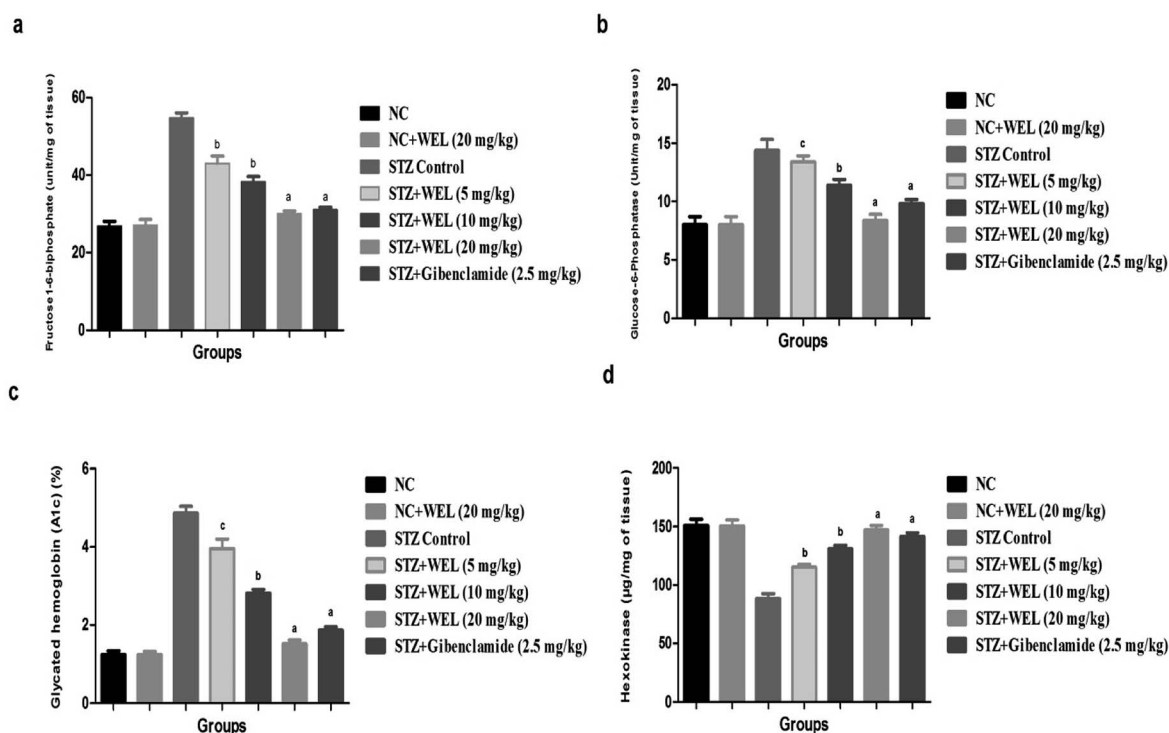 a
Fructose1-6-biphosphate (unit/mg of tissue)
60
40
20
0
b
b
a
a
Groups
NC
NC+WEL (20 mg/kg)
STZ Control
STZ+WEL (5 mg/kg)
STZ+WEL (10 mg/kg)
STZ+WEL (20 mg/kg)
STZ+Gibenclamide (2.5 mg/kg)
b
Glucose-6-Phosphatase (Unit/mg of tissue)
20
15
10
5
0
c
b
a
a
Groups
NC
NC+WEL (20 mg/kg)
STZ Control
STZ+WEL (5 mg/kg)
STZ+WEL (10 mg/kg)
STZ+WEL (20 mg/kg)
STZ+Gibenclamide (2.5 mg/kg)
c
Glycated hemoglobin (A1c) (%)
6
4
2
0
c
b
a
a
Groups
NC
NC+WEL (20 mg/kg)
STZ Control
STZ+WEL (5 mg/kg)
STZ+WEL (10 mg/kg)
STZ+WEL (20 mg/kg)
STZ+Gibenclamide (2.5 mg/kg)
d
Hexokinase (µg/mg of tissue)
200
150
100
50
0
b
b
a
a
Groups
NC
NC+WEL (20 mg/kg)
STZ Control
STZ+WEL (5 mg/kg)
STZ+WEL (10 mg/kg)
STZ+WEL (20 mg/kg)
STZ+Gibenclamide (2.5 mg/kg)